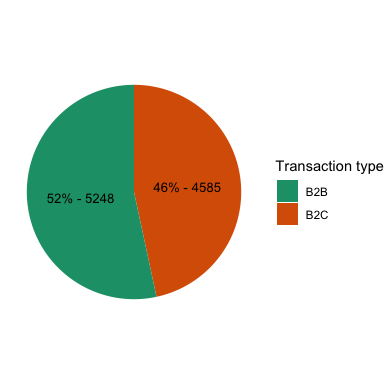 52% - 5248
46% - 4585
Transaction type
B2B
B2C